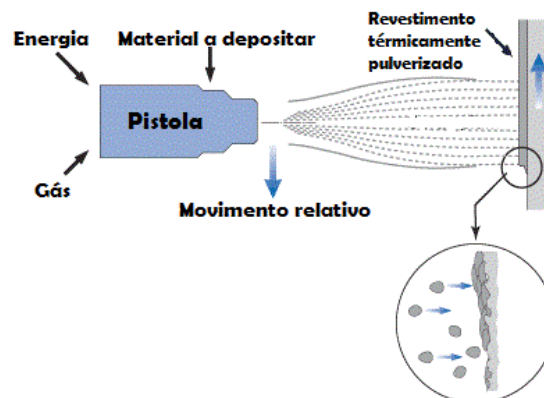 Energia
Material a depositar
Revestimento
térmicamente
pulverizado
Pistola
Gás
Movimento relativo